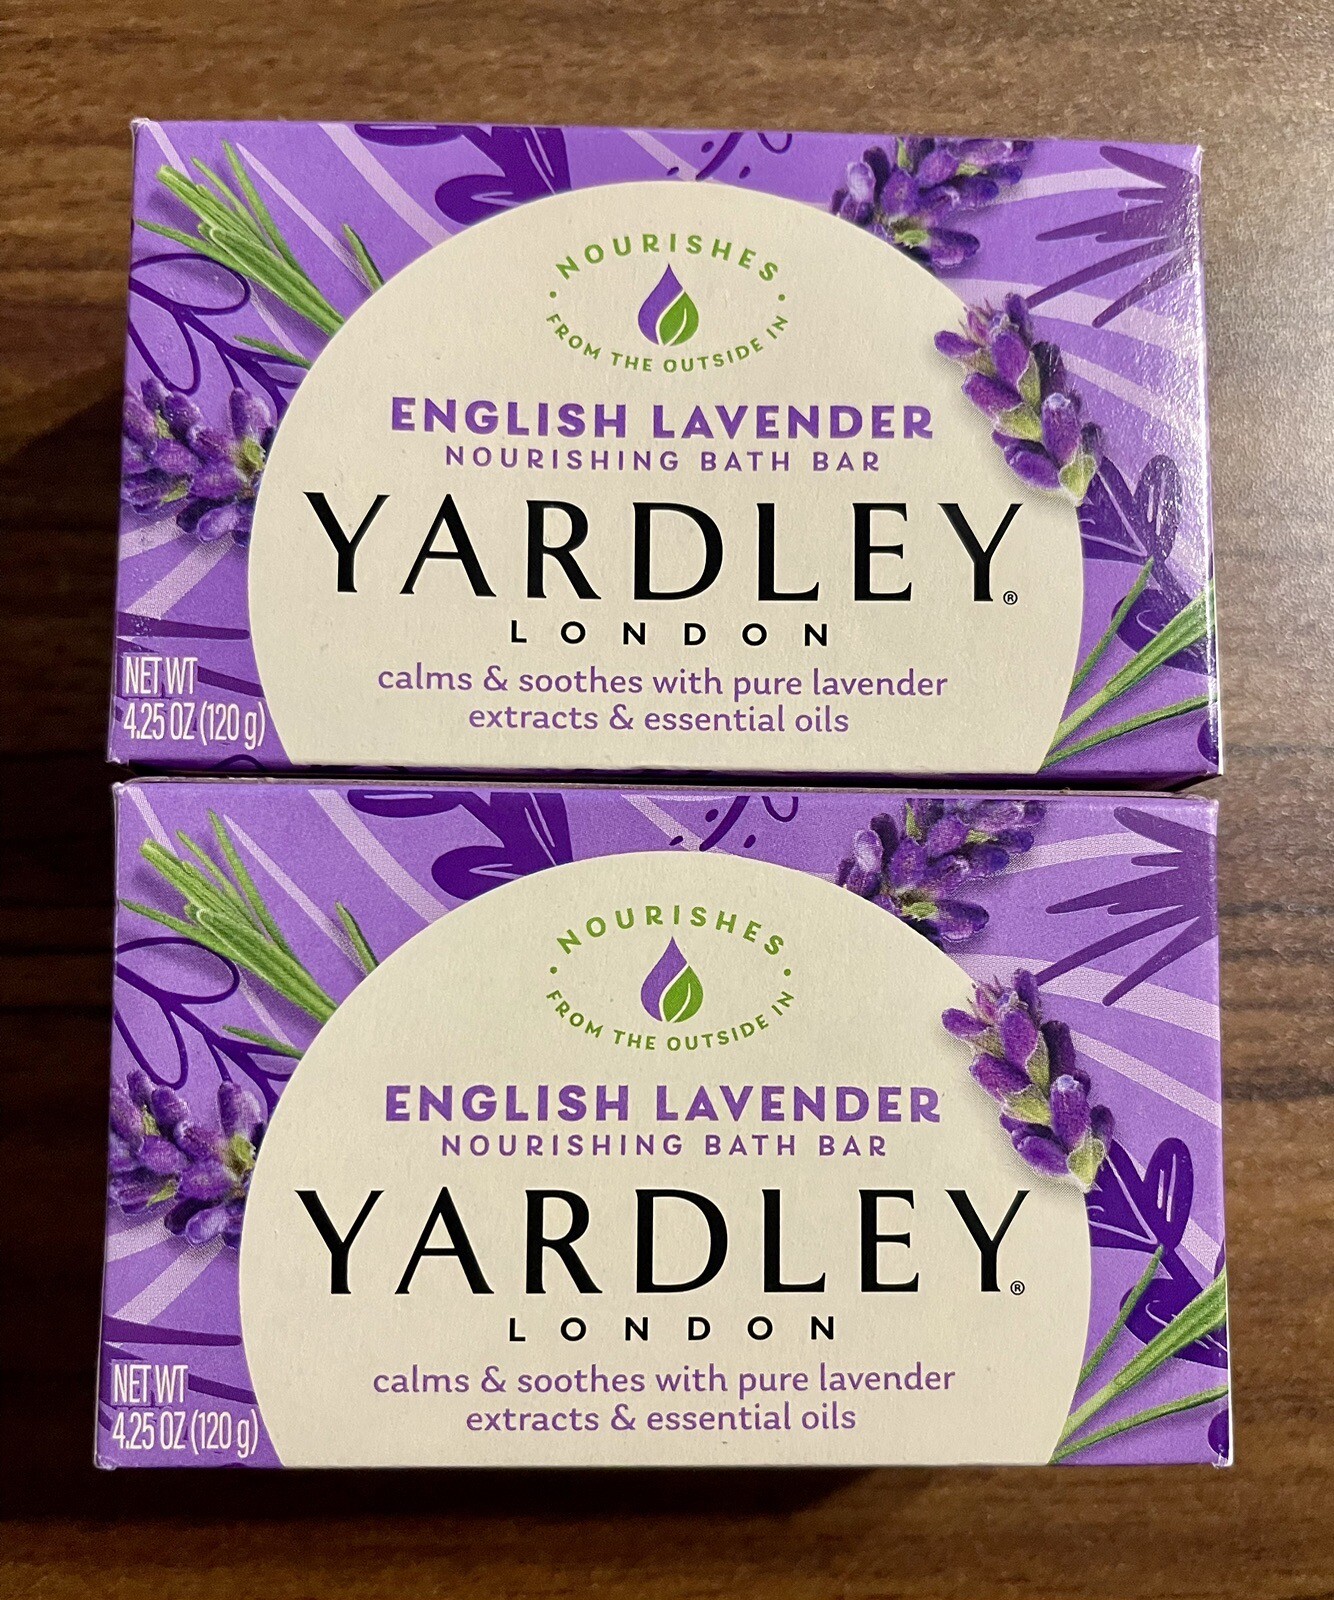 NOURISHES
FROM THE OUTSIDE IN
ENGLISH LAVENDER
NOURISHING BATH BAR
YARDLEY®
LONDON
calms & soothes with pure lavender
extracts & essential oils
NET WT
4.25 OZ (120 g)
NOURISHES
FROM THE OUTSIDE IN
ENGLISH LAVENDER
NOURISHING BATH BAR
YARDLEY®
LONDON
calms & soothes with pure lavender
extracts & essential oils
NET WT
4.25 OZ (120 g)